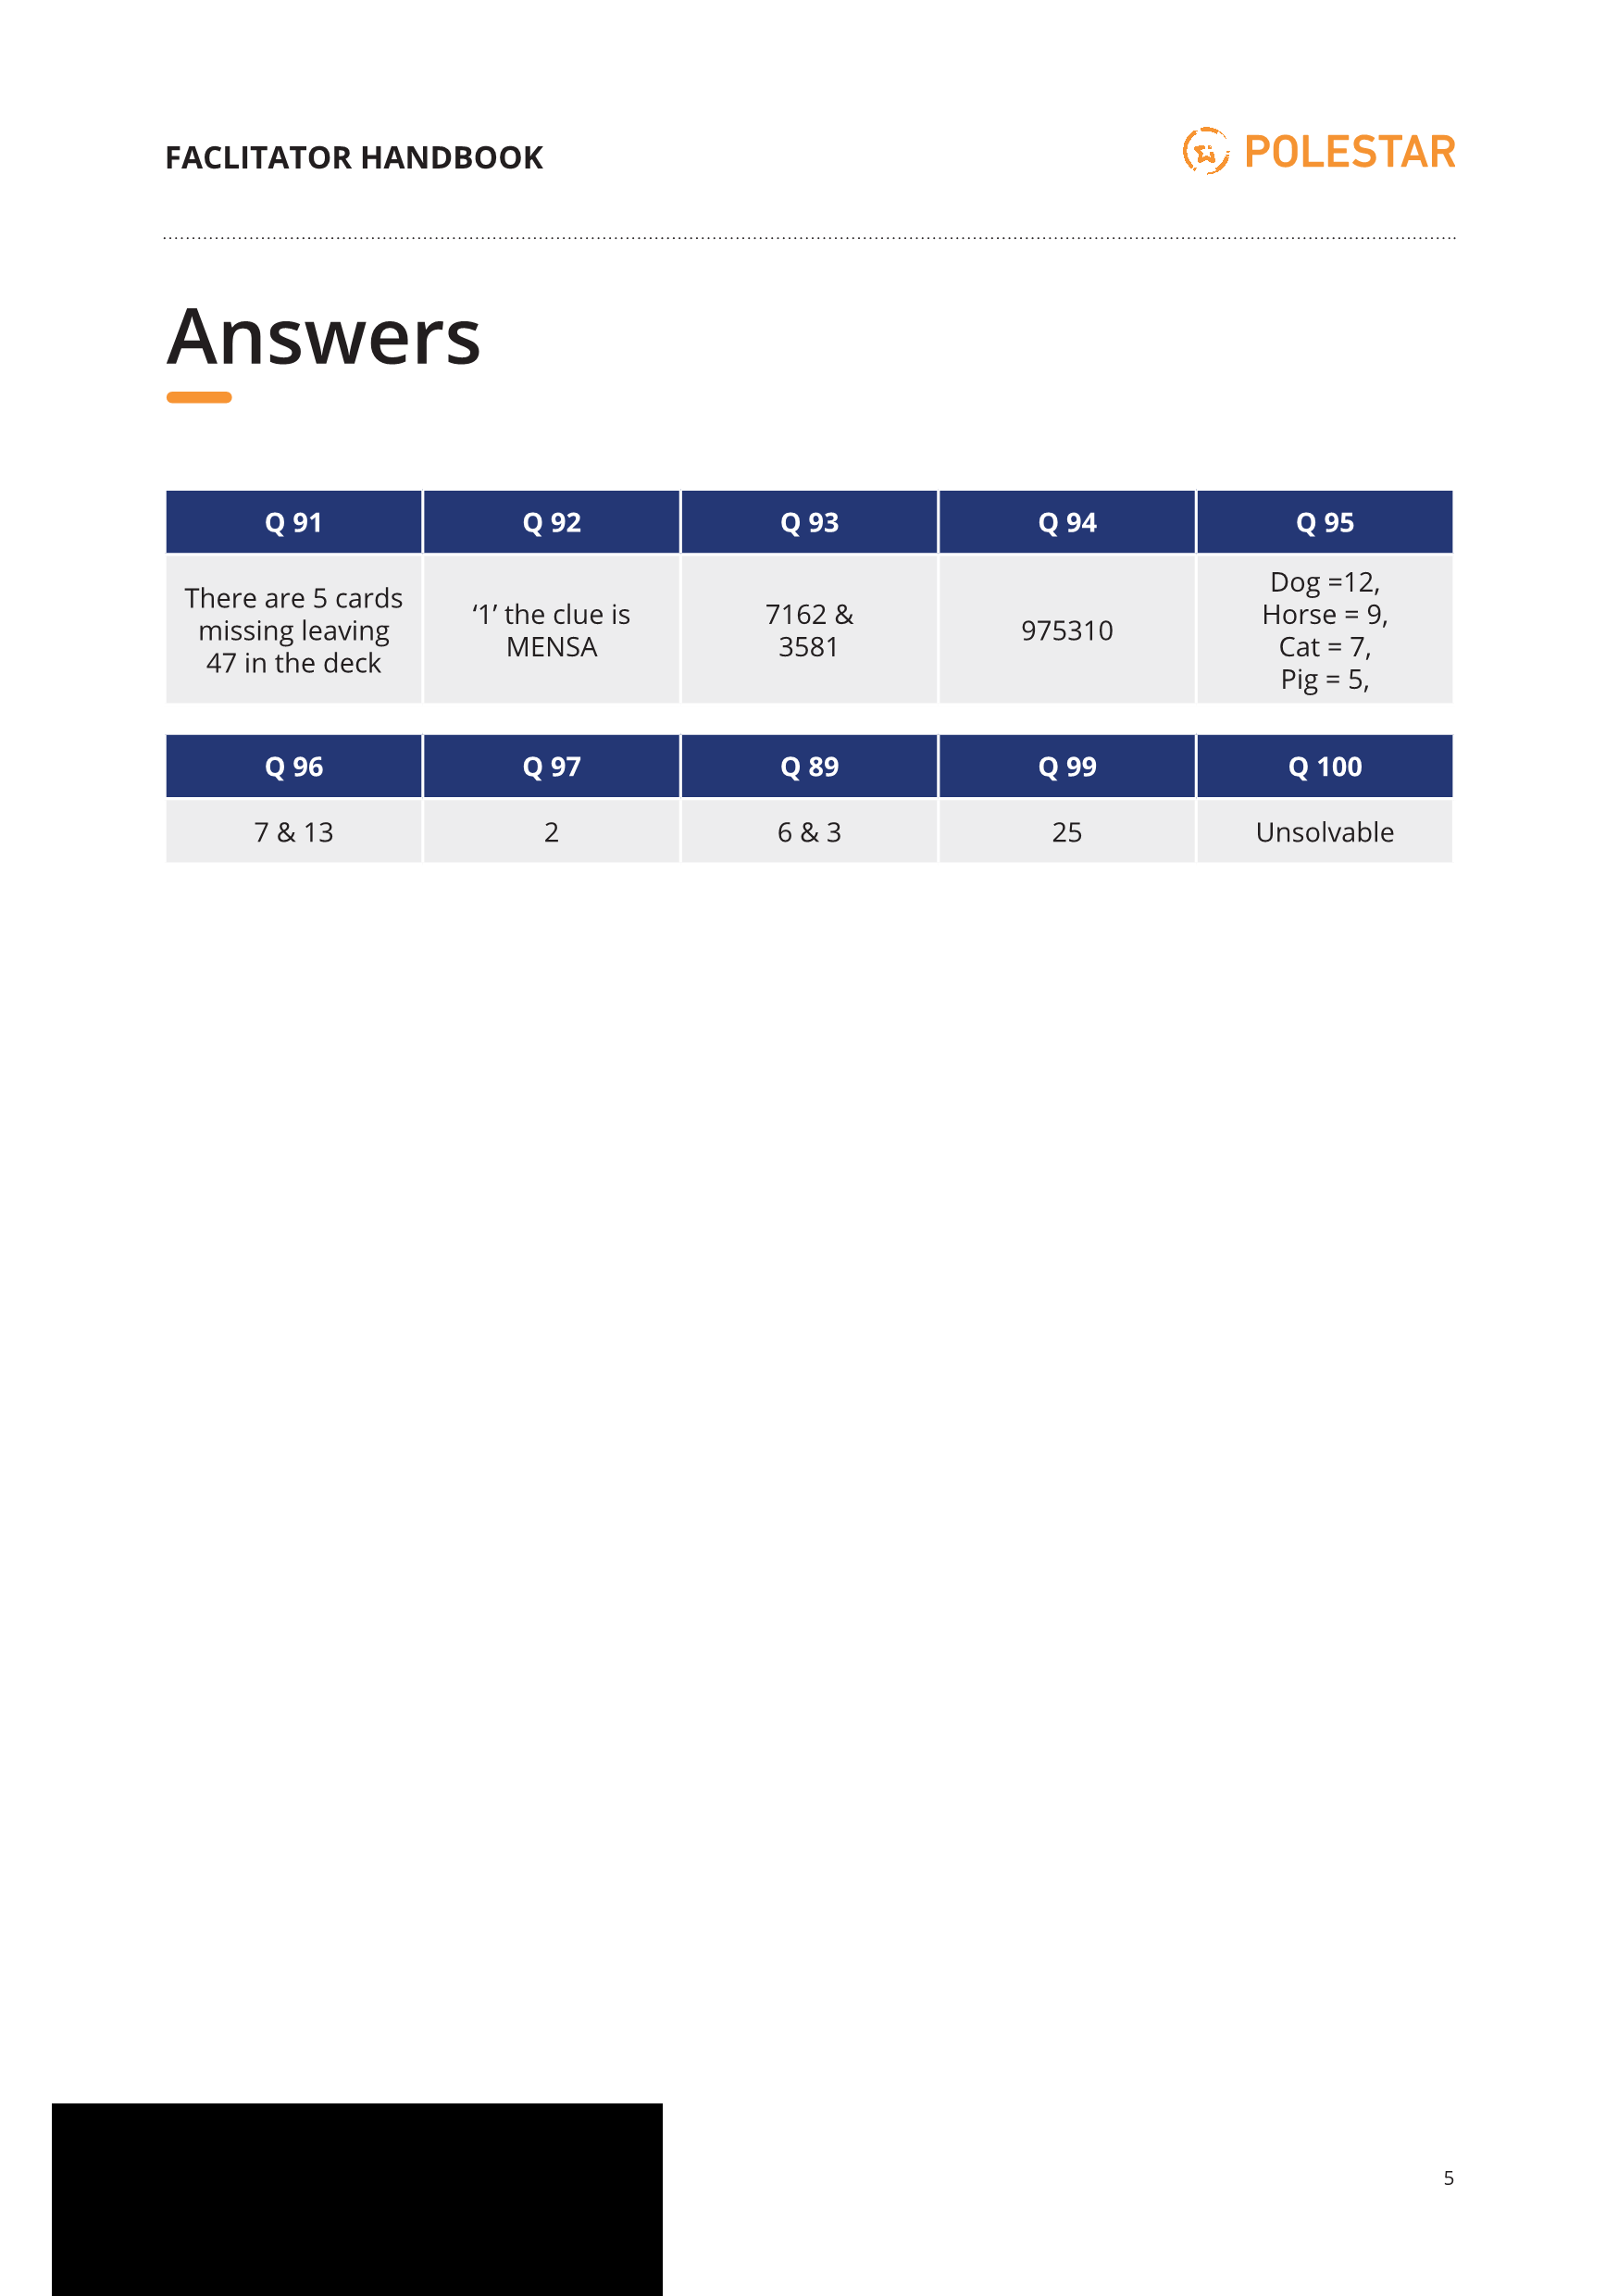 FACLITATOR HANDBOOK
POLESTAR
Answers
Q 91 Q 92 Q 93 Q 94 Q 95
There are 5 cards
missing leaving
47 in the deck
‘1’ the clue is
MENSA
7162 &
3581
975310
Dog =12,
Horse = 9,
Cat = 7,
Pig = 5,
Q 96 Q 97 Q 89 Q 99 Q 100
7 & 13 2 6 & 3 25 Unsolvable
5